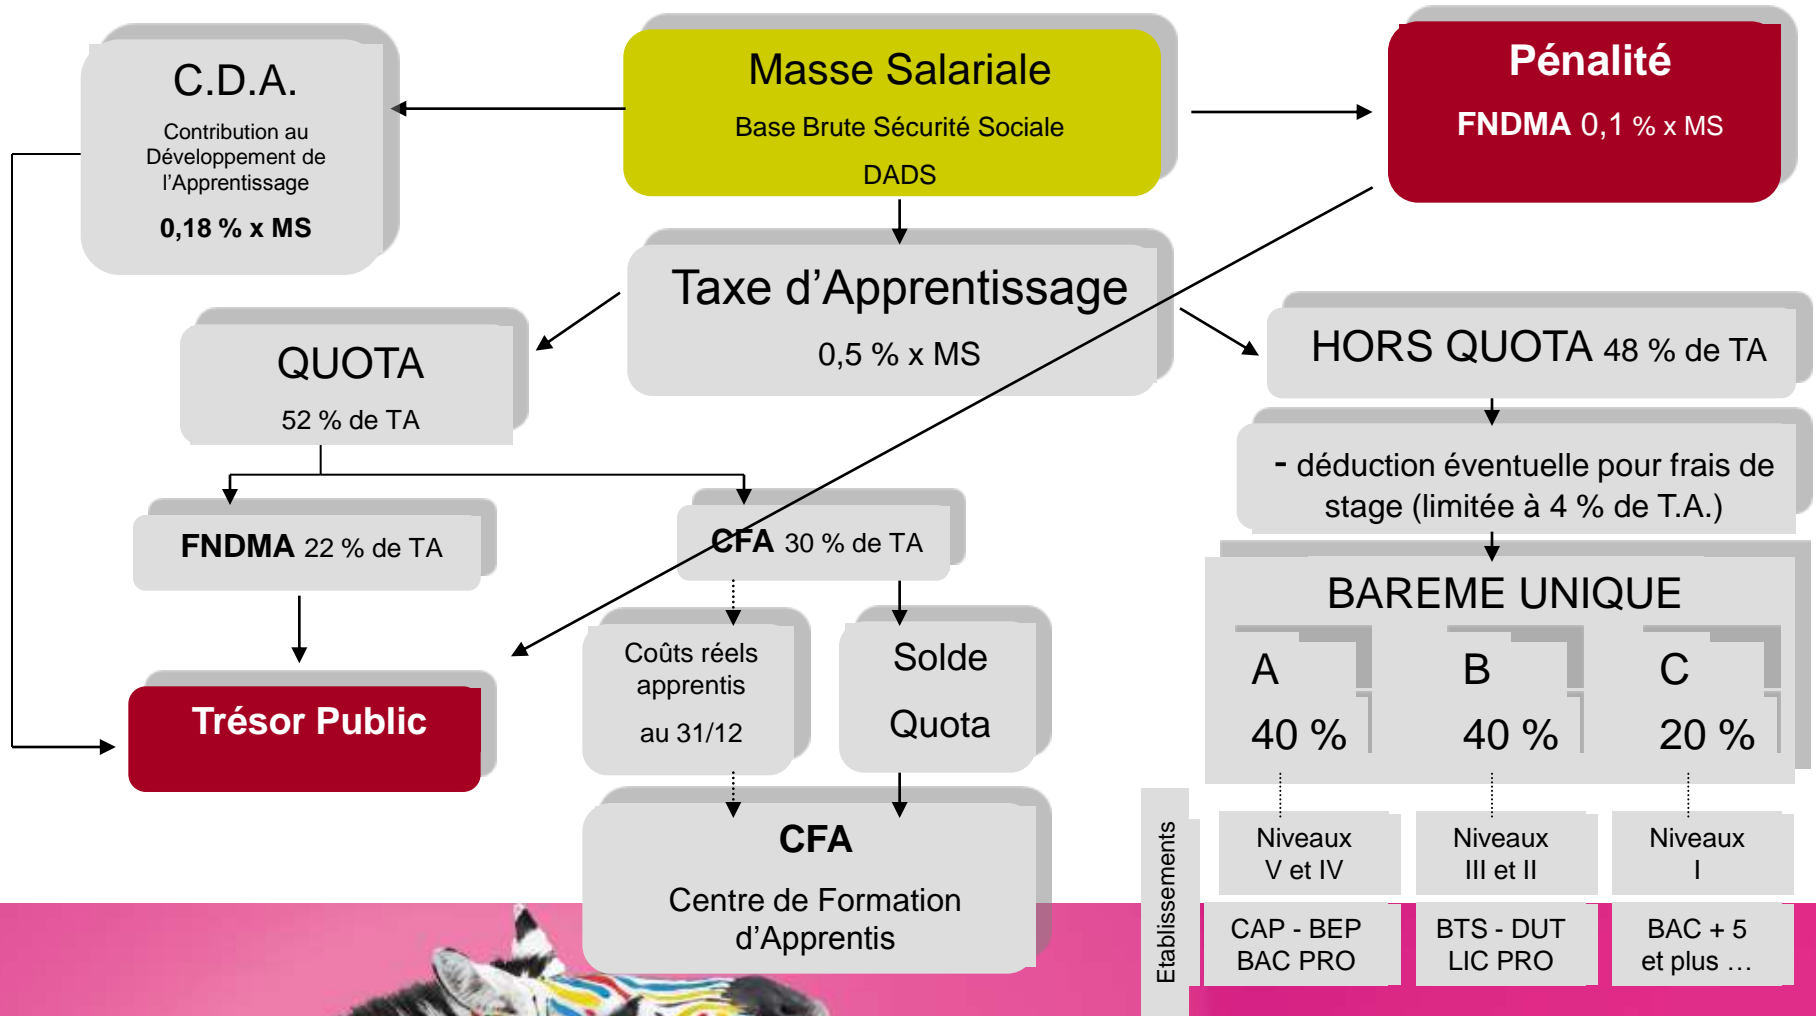 C.D.A.
Contribution au
Développement de
l’Apprentissage
0,18 % x MS
Masse Salariale
Base Brute Sécurité Sociale
DADS
Pénalité
FNDMA 0,1 % x MS
Taxe d’Apprentissage
0,5 % x MS
QUOTA
52 % de TA
HORS QUOTA 48 % de TA
- déduction éventuelle pour frais de
stage (limitée à 4 % de T.A.)
FNDMA 22 % de TA
CFA 30 % de TA
Trésor Public
Coûts réels
apprentis
au 31/12
Solde
Quota
CFA
Centre de Formation
d’Apprentis
BAREME UNIQUE
A
40 %
B
40 %
C
20 %
Etablissements
Niveaux
V et IV
Niveaux
III et II
Niveaux
I
CAP - BEP
BAC PRO
BTS - DUT
LIC PRO
BAC + 5
et plus …